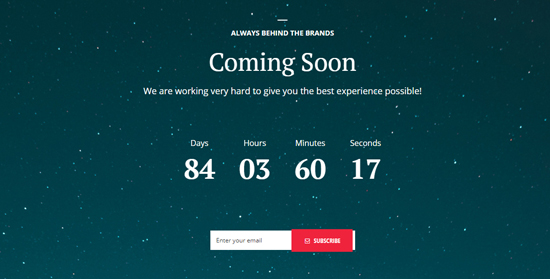 ALWAYS BEHIND THE BRANDS
Coming Soon
We are working very hard to give you the best experience possible!
Days Hours Minutes Seconds
84 03 60 17
Enter your email SUBSCRIBE